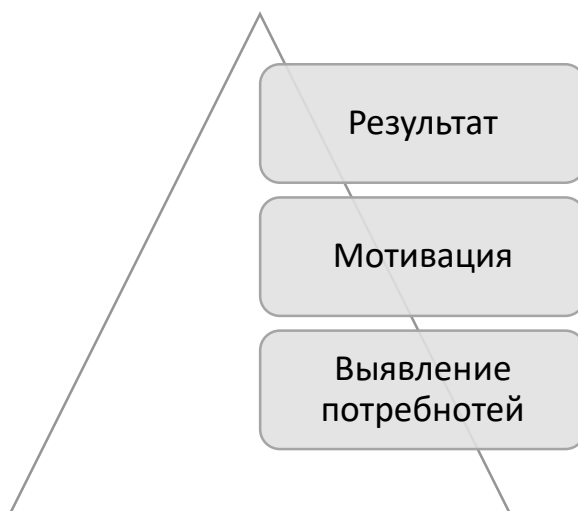 Результат
Мотивация
Выявление
потребнотей